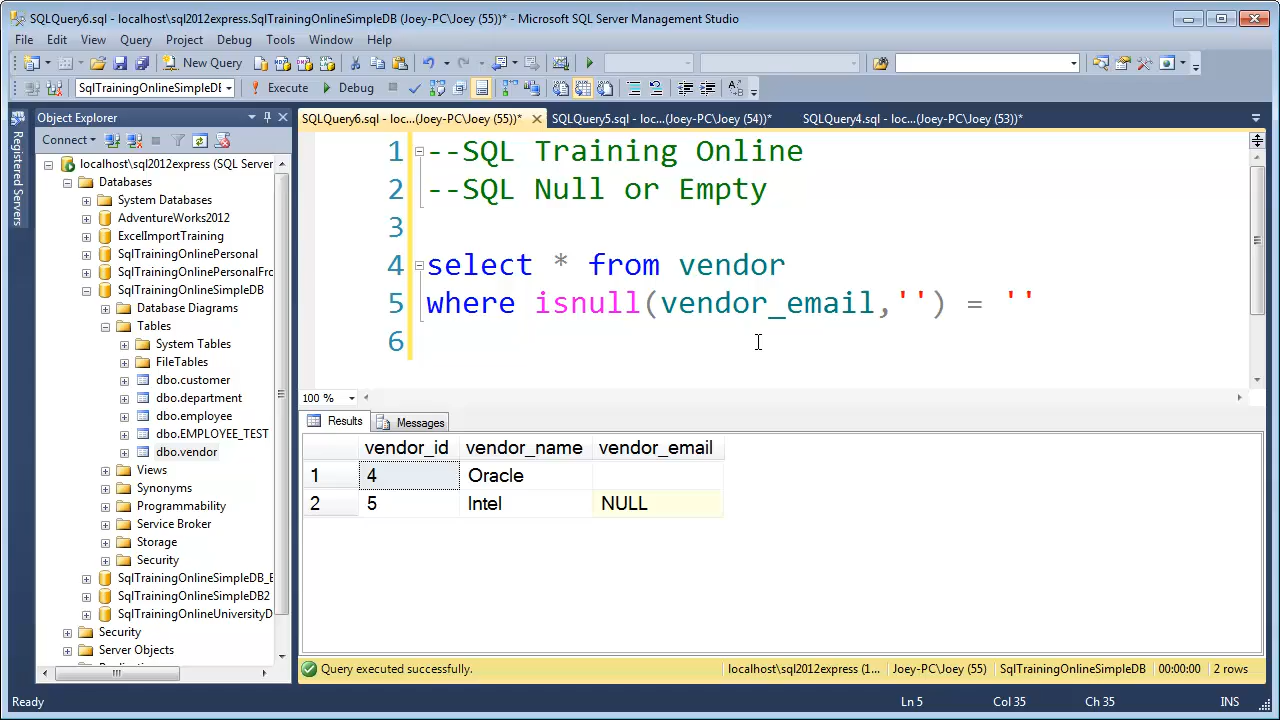 SQLQuery6.sql - localhost\sql2012express.SqlTrainingOnlineSimpleDB (Joey-PC\Joey (55))* - Microsoft SQL Server Management Studio
File Edit View Query Project Debug Tools Window Help
New Query
SqlTrainingOnlineSimpleDE Execute Debug
Registered Servers
Object Explorer
Connect
localhost\sql2012express (SQL Server
Databases
System Databases
AdventureWorks2012
ExcelImportTraining
SqlTrainingOnlinePersonal
SqlTrainingOnlinePersonalFrc
SqlTrainingOnlineSimpleDB
Database Diagrams
Tables
System Tables
FileTables
dbo.customer
dbo.department
dbo.employee
dbo.EMPLOYEE_TEST
dbo.vendor
Views
Synonyms
Programmability
Service Broker
Storage
Security
SqlTrainingOnlineSimpleDB_E
SqlTrainingOnlineSimpleDB2
SqlTrainingOnlineUniversityD
Security
Server Objects
SQLQuery6.sql - loc...(Joey-PC\Joey (55))* SQLQuery5.sql - loc...(Joey-PC\Joey (54))* SQLQuery4.sql - loc...(Joey-PC\Joey (53))*
1 --SQL Training Online
2 --SQL Null or Empty
3
4 select * from vendor
5 where isnull(vendor_email,'') = ''
6
100 %
Results Messages
vendor_id vendor_name vendor_email
1 4 Oracle
2 5 Intel NULL
Query executed successfully. localhost\sql2012express (1... Joey-PC\Joey (55) SqlTrainingOnlineSimpleDB 00:00:00 2 rows
Ready Ln 5 Col 35 Ch 35 INS